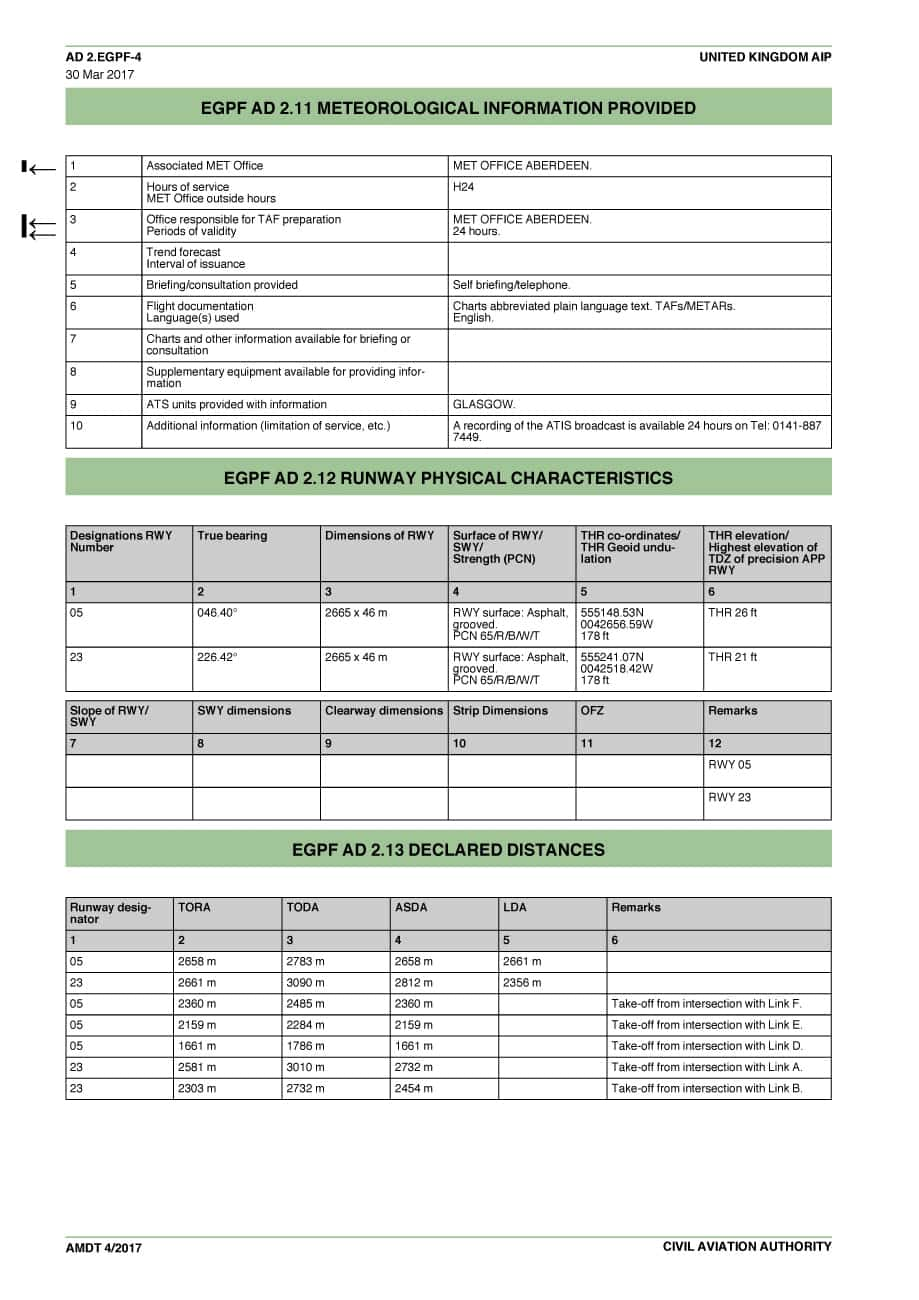 AD 2.EGPF-4
UNITED KINGDOM AIP
30 Mar 2017
EGPF AD 2.11 METEOROLOGICAL INFORMATION PROVIDED
1
Associated MET Office
MET OFFICE ABERDEEN.
2
Hours of service
MET Office outside hours
H24
3
Office responsible for TAF preparation
Periods of validity
MET OFFICE ABERDEEN.
24 hours.
4
Trend forecast
Interval of issuance
5
Briefing/consultation provided
Self briefing/telephone.
6
Flight documentation
Language(s) used
Charts abbreviated plain language text. TAFs/METARs.
English.
7
Charts and other information available for briefing or
consultation
8
Supplementary equipment available for providing infor-
mation
9
ATS units provided with information
GLASGOW.
10
Additional information (limitation of service, etc.)
A recording of the ATIS broadcast is available 24 hours on Tel: 0141-887
7449.
EGPF AD 2.12 RUNWAY PHYSICAL CHARACTERISTICS
Designations RWY
Number
True bearing
Dimensions of RWY
Surface of RWY/
SWY/
Strength (PCN)
THR co-ordinates/
THR Geoid undu-
lation
THR elevation/
Highest elevation of
TDZ of precision APP
RWY
1
2
3
4
5
6
05
046.40°
2665 x 46 m
RWY surface: Asphalt,
grooved.
PCN 65/R/B/W/T
555148.53N
0042656.59W
178 ft
THR 26 ft
23
226.42°
2665 x 46 m
RWY surface: Asphalt,
grooved.
PCN 65/R/B/W/T
555241.07N
0042518.42W
178 ft
THR 21 ft
Slope of RWY/
SWY
SWY dimensions
Clearway dimensions
Strip Dimensions
OFZ
Remarks
7
8
9
10
11
12
RWY 05
RWY 23
EGPF AD 2.13 DECLARED DISTANCES
Runway desig-
nator
TORA
TODA
ASDA
LDA
Remarks
1
2
3
4
5
6
05
2658 m
2783 m
2658 m
2661 m
23
2661 m
3090 m
2812 m
2356 m
05
2360 m
2485 m
2360 m
Take-off from intersection with Link F.
05
2159 m
2284 m
2159 m
Take-off from intersection with Link E.
05
1661 m
1786 m
1661 m
Take-off from intersection with Link D.
23
2581 m
3010 m
2732 m
Take-off from intersection with Link A.
23
2303 m
2732 m
2454 m
Take-off from intersection with Link B.
AMDT 4/2017
CIVIL AVIATION AUTHORITY